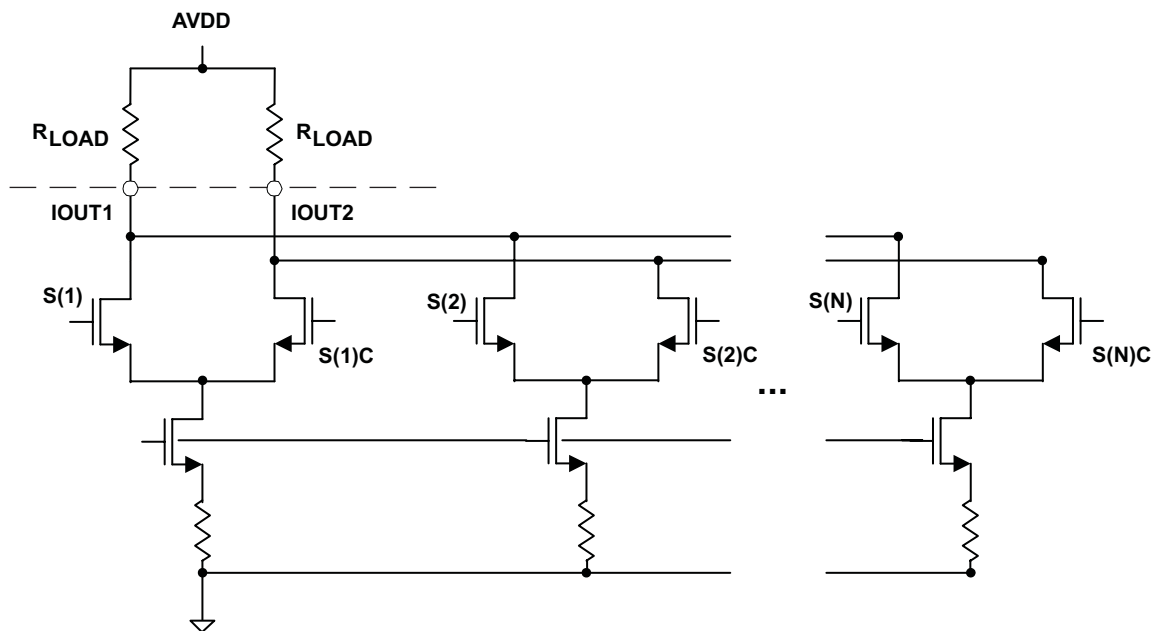 AVDD
RLOAD
RLOAD
IOUT1
IOUT2
S(1)
S(1)C
S(2)
S(2)C
...
S(N)
S(N)C